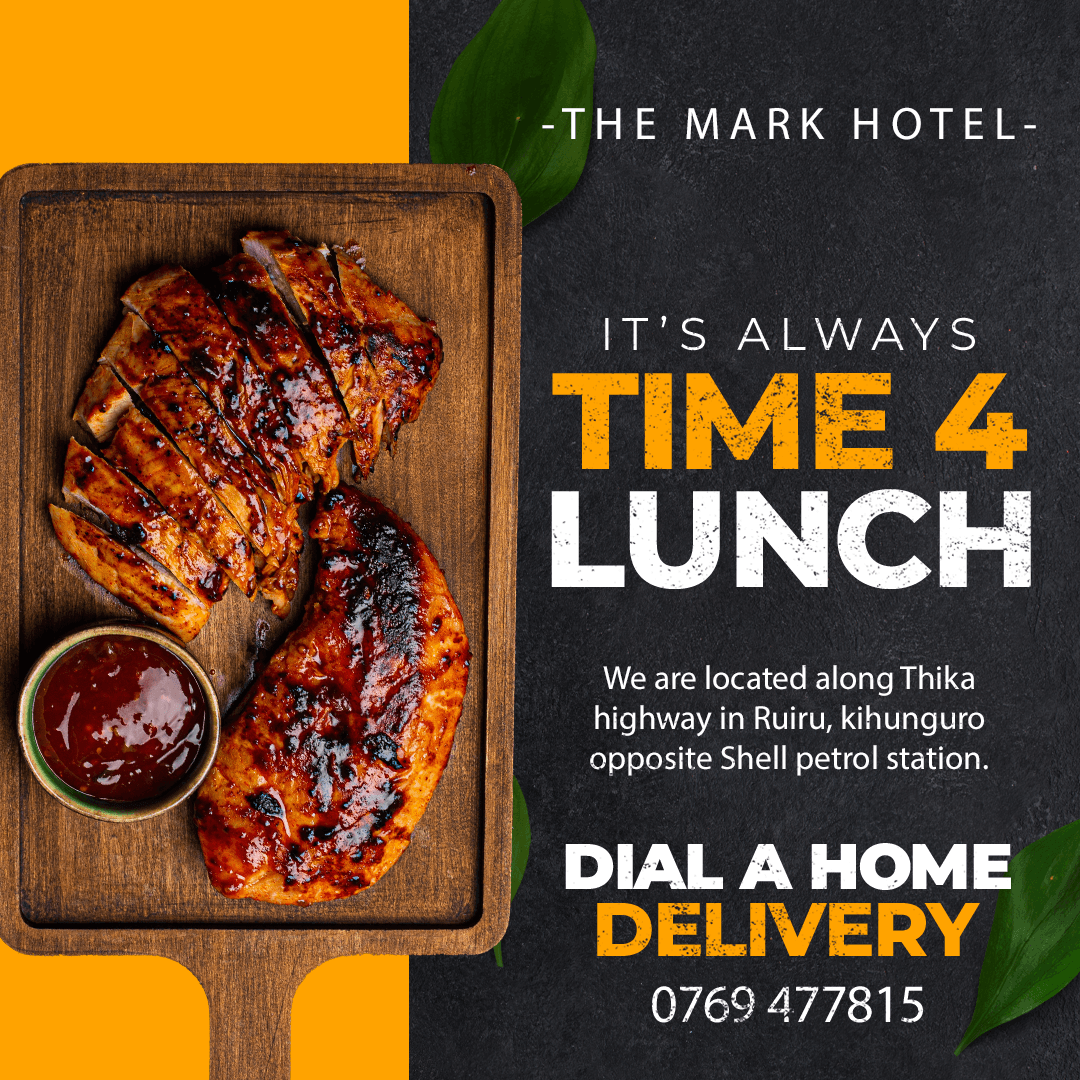 -THE MARK HOTEL-
IT'S ALWAYS
TIME 4
LUNCH
We are located along Thika
highway in Ruiru, kihunguro
opposite Shell petrol station.
DIAL A HOME
DELIVERY
0769 477815